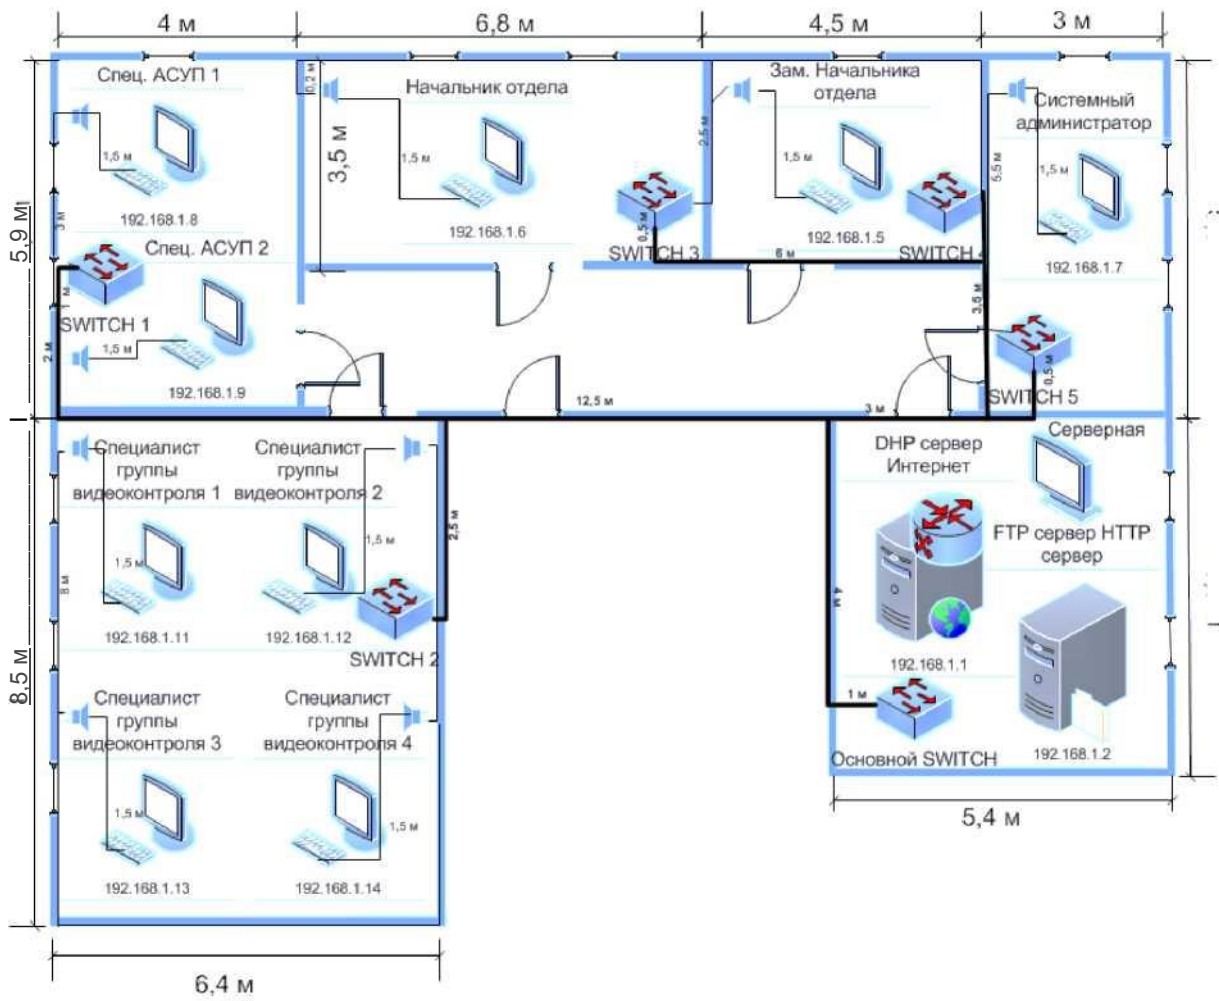 4 м
6,8 м
4,5 м
3 м
Спец. АСУП 1
1,5 м
192.168.1.8
0,2 м
3,5 м
Начальник отдела
1,5 м
192.168.1.6
2,5 м
Зам. Начальника
отдела
1,5 м
192.168.1.5
5,5 м
Системный
администратор
1,5 м
192.168.1.7
5,9 м
3 м
Спец. АСУП 2
1 м
SWITCH 1
2 м
1,5 м
192.168.1.9
0,5 м
SWITCH 3
6 м
SWITCH
3,5 м
0,5 м
SWITCH 5
12,5 м
3 м
Специалист
группы
видеоконтроля 1
1,5 м
192.168.1.11
Специалист
группы
видеоконтроля 2
1,5 м
192.168.1.12
2,5 м
SWITCH 2
8 м
8,5 м
Специалист
группы
видеоконтроля 3
1,5 м
192.168.1.13
Специалист
группы
видеоконтроля 4
1,5 м
192.168.1.14
DHP сервер
Интернет
Серверная
FTP сервер HTTP
сервер
4 м
192.168.1.1
1 м
Основной SWITCH
192.168.1.2
5,4 м
6,4 м